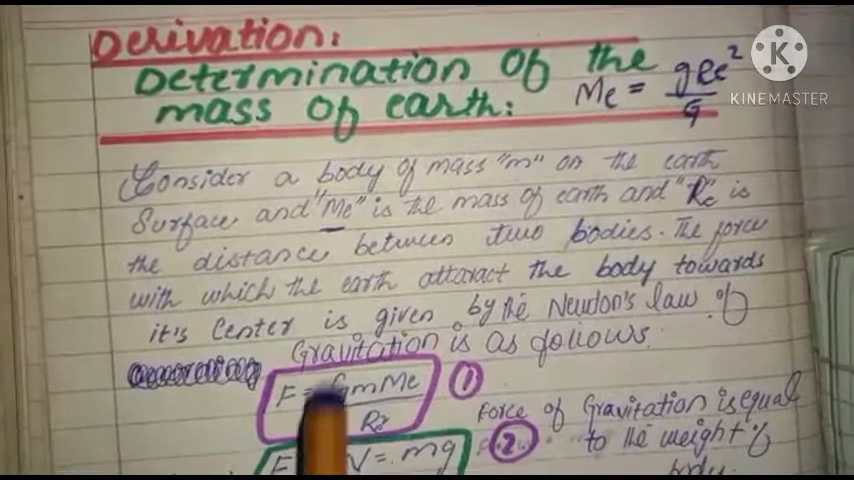 Derivation:
Determination of the
mass of earth:
Me = gRe²/G
KINEMASTER
Consider a body of mass "m" on the earth
Surface and "Me" is the mass of earth and "Re" is
the distance between two bodies. The force
with which the earth attaract the body towards
it's Center is given by the Newton's law of
Gravitation is as follows.
F = GmMe 1
Force of Gravitation is equal
2 to the weight of
= mg
body